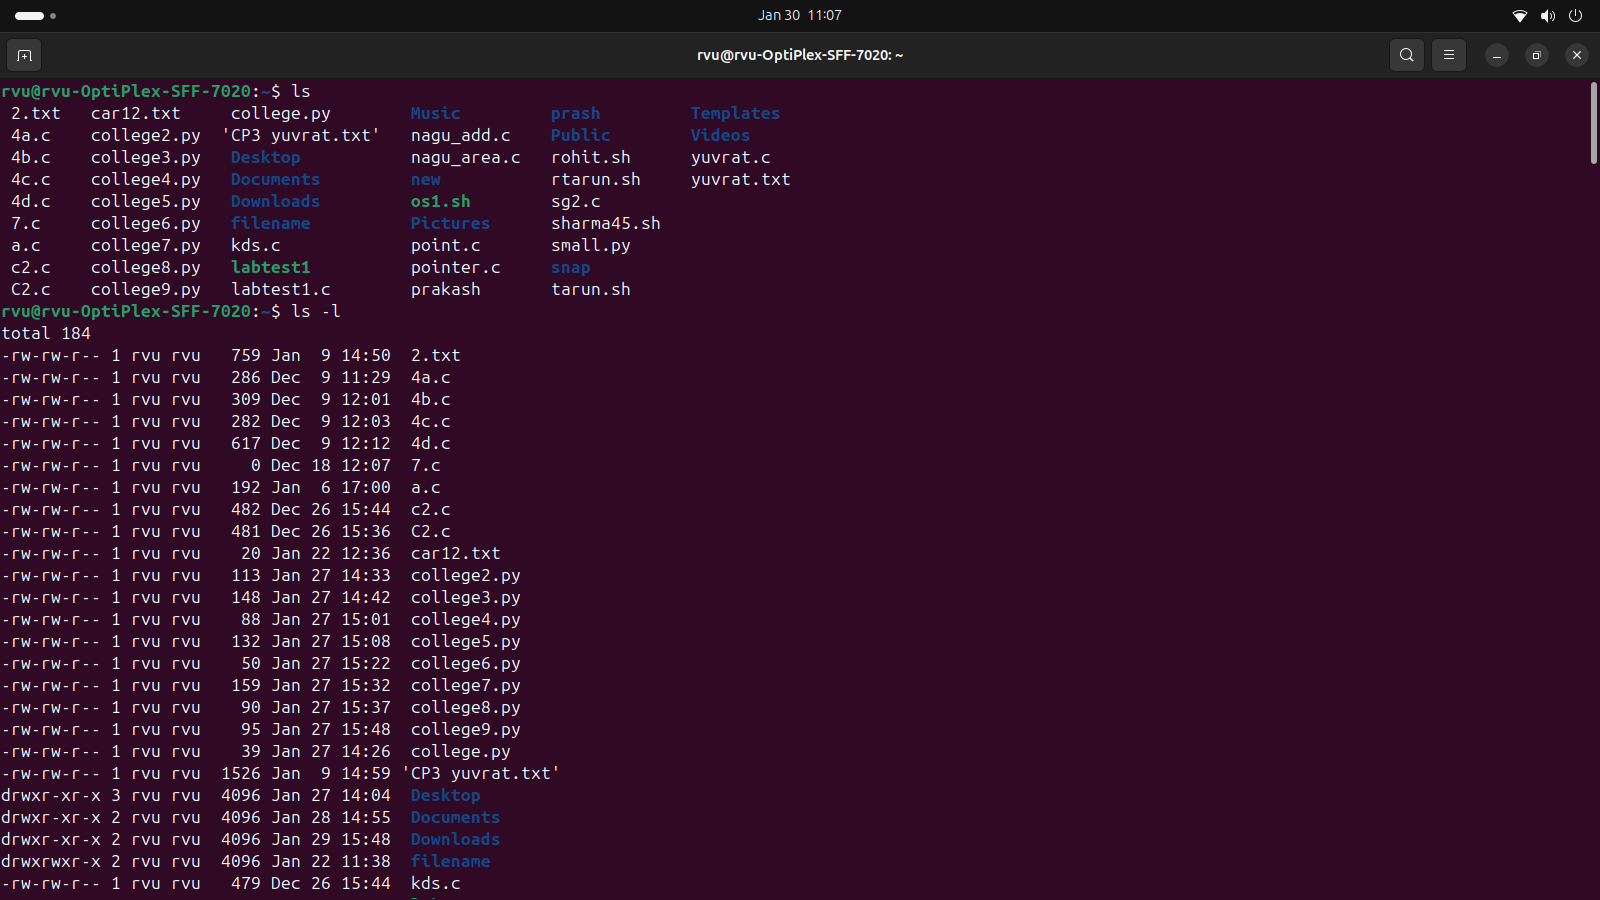 Jan 30 11:07
rvu@rvu-OptiPlex-SFF-7020: ~
rvu@rvu-OptiPlex-SFF-7020:~$ ls
2.txt car12.txt college.py Music prash Templates
4a.c college2.py 'CP3 yuvrat.txt' nagu_add.c Public Videos
4b.c college3.py Desktop nagu_area.c rohit.sh yuvrat.c
4c.c college4.py Documents new rtarun.sh yuvrat.txt
4d.c college5.py Downloads os1.sh sg2.c
7.c college6.py filename Pictures sharma45.sh
a.c college7.py kds.c point.c small.py
c2.c college8.py labtest1 pointer.c snap
C2.c college9.py labtest1.c prakash tarun.sh
rvu@rvu-OptiPlex-SFF-7020:~$ ls -l
total 184
-rw-rw-r-- 1 rvu rvu 759 Jan 9 14:50 2.txt
-rw-rw-r-- 1 rvu rvu 286 Dec 9 11:29 4a.c
-rw-rw-r-- 1 rvu rvu 309 Dec 9 12:01 4b.c
-rw-rw-r-- 1 rvu rvu 282 Dec 9 12:03 4c.c
-rw-rw-r-- 1 rvu rvu 617 Dec 9 12:12 4d.c
-rw-rw-r-- 1 rvu rvu 0 Dec 18 12:07 7.c
-rw-rw-r-- 1 rvu rvu 192 Jan 6 17:00 a.c
-rw-rw-r-- 1 rvu rvu 482 Dec 26 15:44 c2.c
-rw-rw-r-- 1 rvu rvu 481 Dec 26 15:36 C2.c
-rw-rw-r-- 1 rvu rvu 20 Jan 22 12:36 car12.txt
-rw-rw-r-- 1 rvu rvu 113 Jan 27 14:33 college2.py
-rw-rw-r-- 1 rvu rvu 148 Jan 27 14:42 college3.py
-rw-rw-r-- 1 rvu rvu 88 Jan 27 15:01 college4.py
-rw-rw-r-- 1 rvu rvu 132 Jan 27 15:08 college5.py
-rw-rw-r-- 1 rvu rvu 50 Jan 27 15:22 college6.py
-rw-rw-r-- 1 rvu rvu 159 Jan 27 15:32 college7.py
-rw-rw-r-- 1 rvu rvu 90 Jan 27 15:37 college8.py
-rw-rw-r-- 1 rvu rvu 95 Jan 27 15:48 college9.py
-rw-rw-r-- 1 rvu rvu 39 Jan 27 14:26 college.py
-rw-rw-r-- 1 rvu rvu 1526 Jan 9 14:59 'CP3 yuvrat.txt'
drwxr-xr-x 3 rvu rvu 4096 Jan 27 14:04 Desktop
drwxr-xr-x 2 rvu rvu 4096 Jan 28 14:55 Documents
drwxr-xr-x 2 rvu rvu 4096 Jan 29 15:48 Downloads
drwxrwxr-x 2 rvu rvu 4096 Jan 22 11:38 filename
-rw-rw-r-- 1 rvu rvu 479 Dec 26 15:44 kds.c